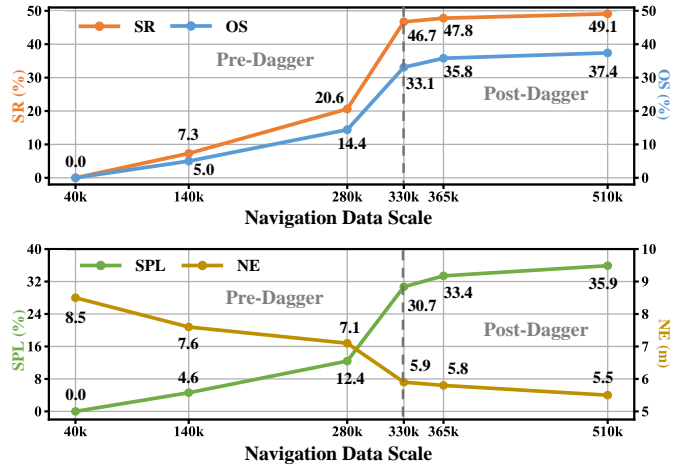 50 SR OS 46.7 47.8 49.1 50
40 Pre-Dagger 40
30 20.6 33.1 35.8 Post-Dagger 37.4 30
20 20
10 7.3 14.4 10
0 0.0 5.0 0
SR (%)
OS (%)
40k 140k 280k 330k 365k 510k
Navigation Data Scale
40 SPL NE 10
32 Pre-Dagger 30.7 33.4 35.9 9
24 8.5 7.6 7.1 Post-Dagger 8
16 12.4 5.9 5.8 5.5 7
8 4.6 6
0 0.0 5
SPL (%)
NE (m)
40k 140k 280k 330k 365k 510k
Navigation Data Scale